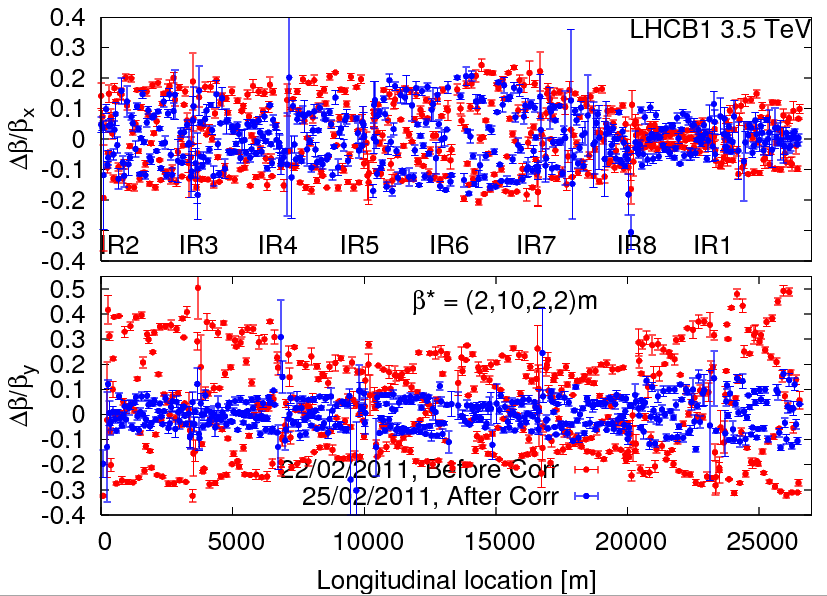 LHCB1 3.5 TeV
0.4
0.3
0.2
0.1
0
-0.1
-0.2
-0.3
-0.4
Δβ/βx
IR2 IR3 IR4 IR5 IR6 IR7 IR8 IR1
β* = (2,10,2,2)m
0.5
0.4
0.3
0.2
0.1
0
-0.1
-0.2
-0.3
-0.4
Δβ/βy
22/02/2011, Before Corr
25/02/2011, After Corr
0 5000 10000 15000 20000 25000
Longitudinal location [m]